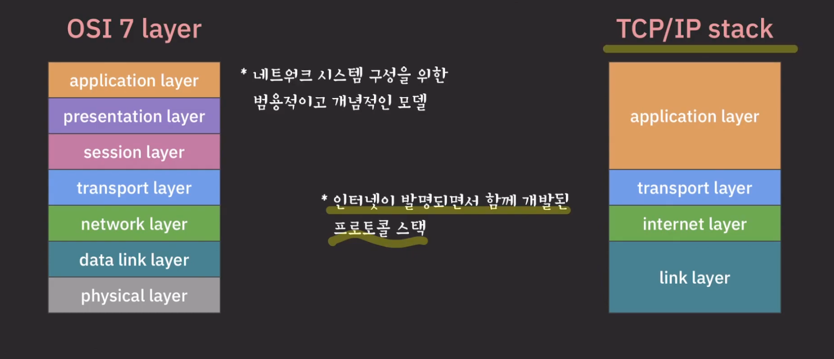 OSI 7 layer
application layer
presentation layer
session layer
transport layer
network layer
data link layer
physical layer
* 네트워크 시스템 구성을 위한
범용적이고 개념적인 모델
* 인터넷이 발명되면서 함께 개발된
프로토콜 스택
TCP/IP stack
application layer
transport layer
internet layer
link layer